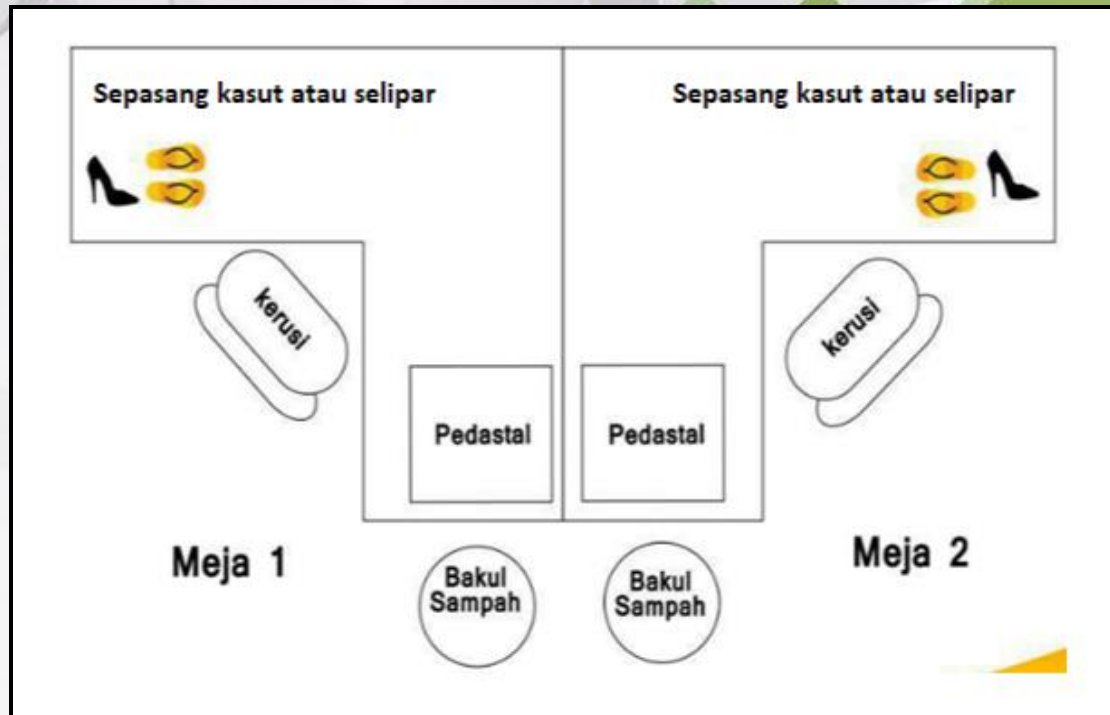 Sepasang kasut atau selipar
Sepasang kasut atau selipar
kerusi
kerusi
Pedastal
Pedastal
Meja 1
Meja 2
Bakul
Sampah
Bakul
Sampah